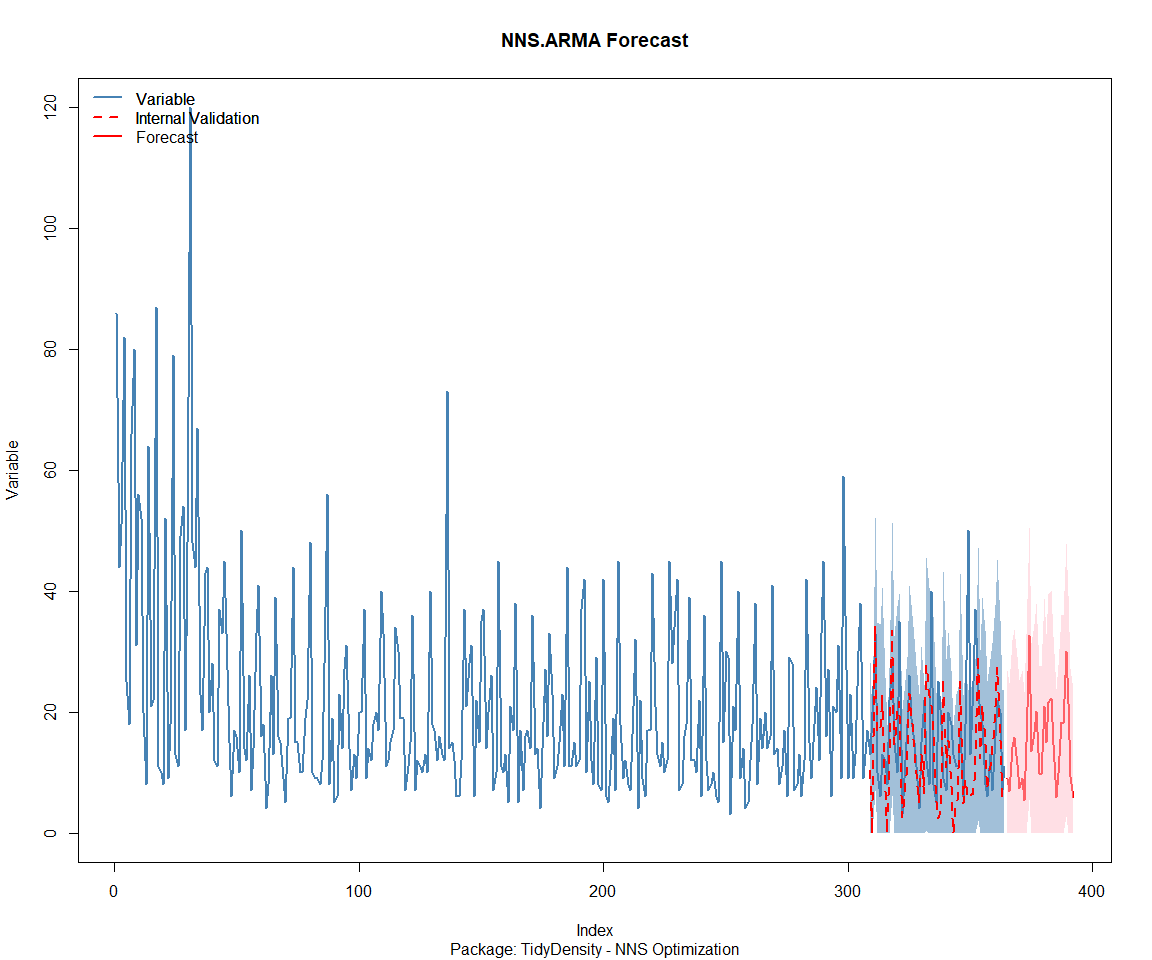 NNS.ARMA Forecast
Variable
Internal Validation
Forecast
Variable
120
100
80
60
40
20
0
0 100 200 300 400
Index
Package: TidyDensity - NNS Optimization